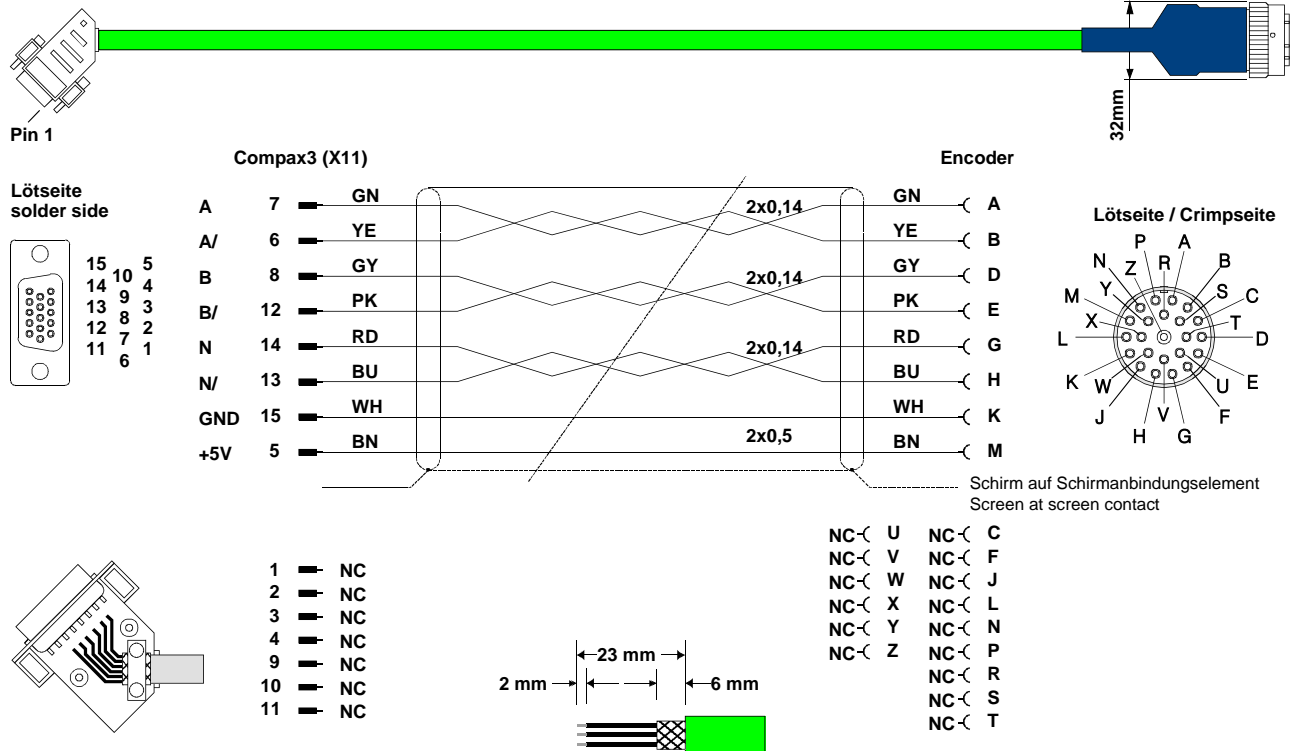 Pin 1
32mm
Compax3 (X11)
Encoder
Lötseite
solder side
15 10 5
14 9 4
13 8 3
12 7 2
11 6 1
A 7 GN 2x0,14 GN A
A/ 6 YE YE B
B 8 GY 2x0,14 GY D
B/ 12 PK PK E
N 14 RD 2x0,14 RD G
N/ 13 BU BU H
GND 15 WH WH K
+5V 5 BN 2x0,5 BN M
Lötseite / Crimpseite
P R A
N Z B
M Y S C
X T
L D
K W U E
J V F
H G
Schirm auf Schirmanbindungselement
Screen at screen contact
NC U NC C
NC V NC F
NC W NC J
NC X NC L
NC Y NC N
NC Z NC P
NC R
NC S
NC T
1 NC
2 NC
3 NC
4 NC
9 NC
10 NC
11 NC
23 mm
2 mm 6 mm